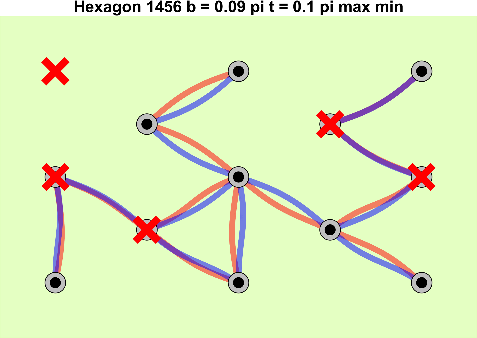 Hexagon 1456 b = 0.09 pi t = 0.1 pi max min